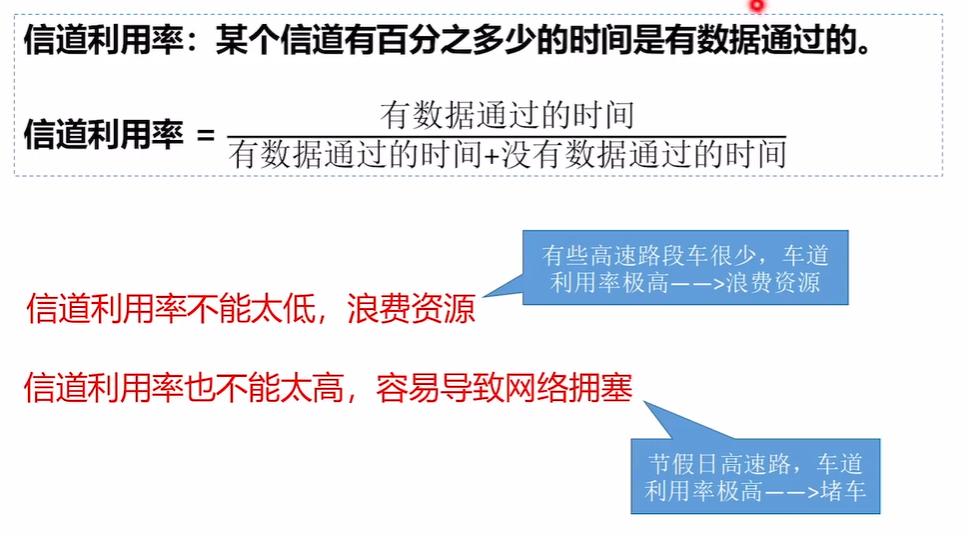 信道利用率：某个信道有百分之多少的时间是有数据通过的。
有数据通过的时间
信道利用率 =
有数据通过的时间+没有数据通过的时间
有些高速路段车很少，车道
利用率极高——>浪费资源
信道利用率不能太低，浪费资源
信道利用率也不能太高，容易导致网络拥塞
节假日高速路，车道
利用率极高——>堵车